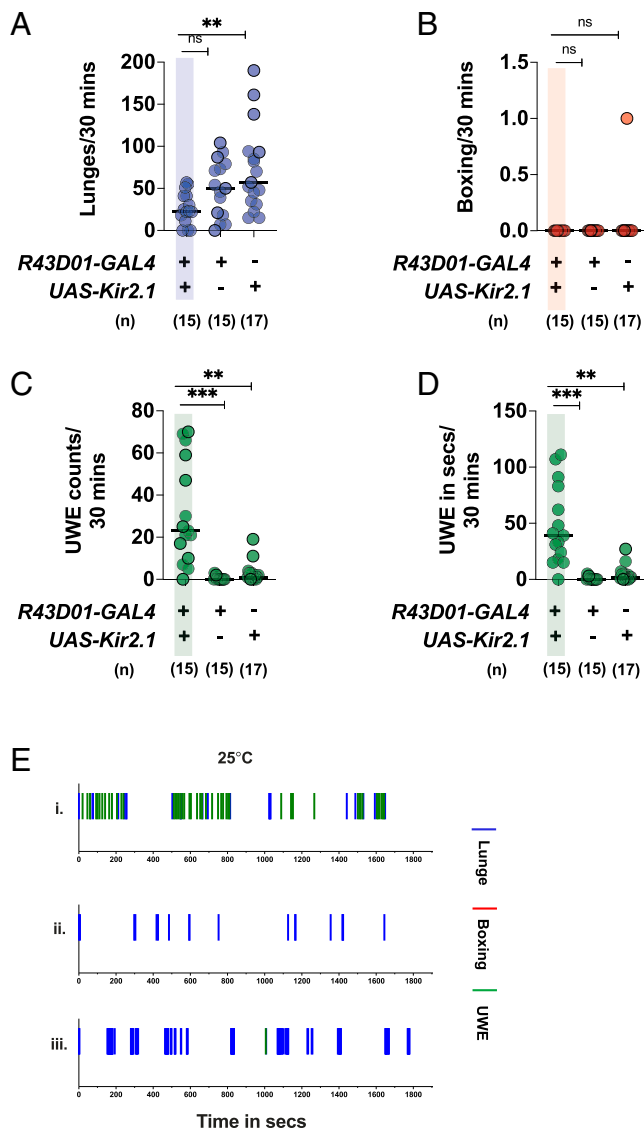 A
**
ns
Lunges/30 mins
200
150
100
50
0
R43D01-GAL4 + + -
UAS-Kir2.1 + - +
(n) (15) (15) (17)
B
ns
ns
Boxing/30 mins
1.5
1.0
0.5
0.0
R43D01-GAL4 + + -
UAS-Kir2.1 + - +
(n) (15) (15) (17)
C
**
***
UWE counts/
30 mins
80
60
40
20
0
R43D01-GAL4 + + -
UAS-Kir2.1 + - +
(n) (15) (15) (17)
D
**
***
UWE in secs/
30 mins
150
100
50
0
R43D01-GAL4 + + -
UAS-Kir2.1 + - +
(n) (15) (15) (17)
E
25°C
i.
0 200 400 600 800 1000 1200 1400 1600 1800
ii.
0 200 400 600 800 1000 1200 1400 1600 1800
iii.
0 200 400 600 800 1000 1200 1400 1600 1800
Time in secs
Lunge
Boxing
UWE